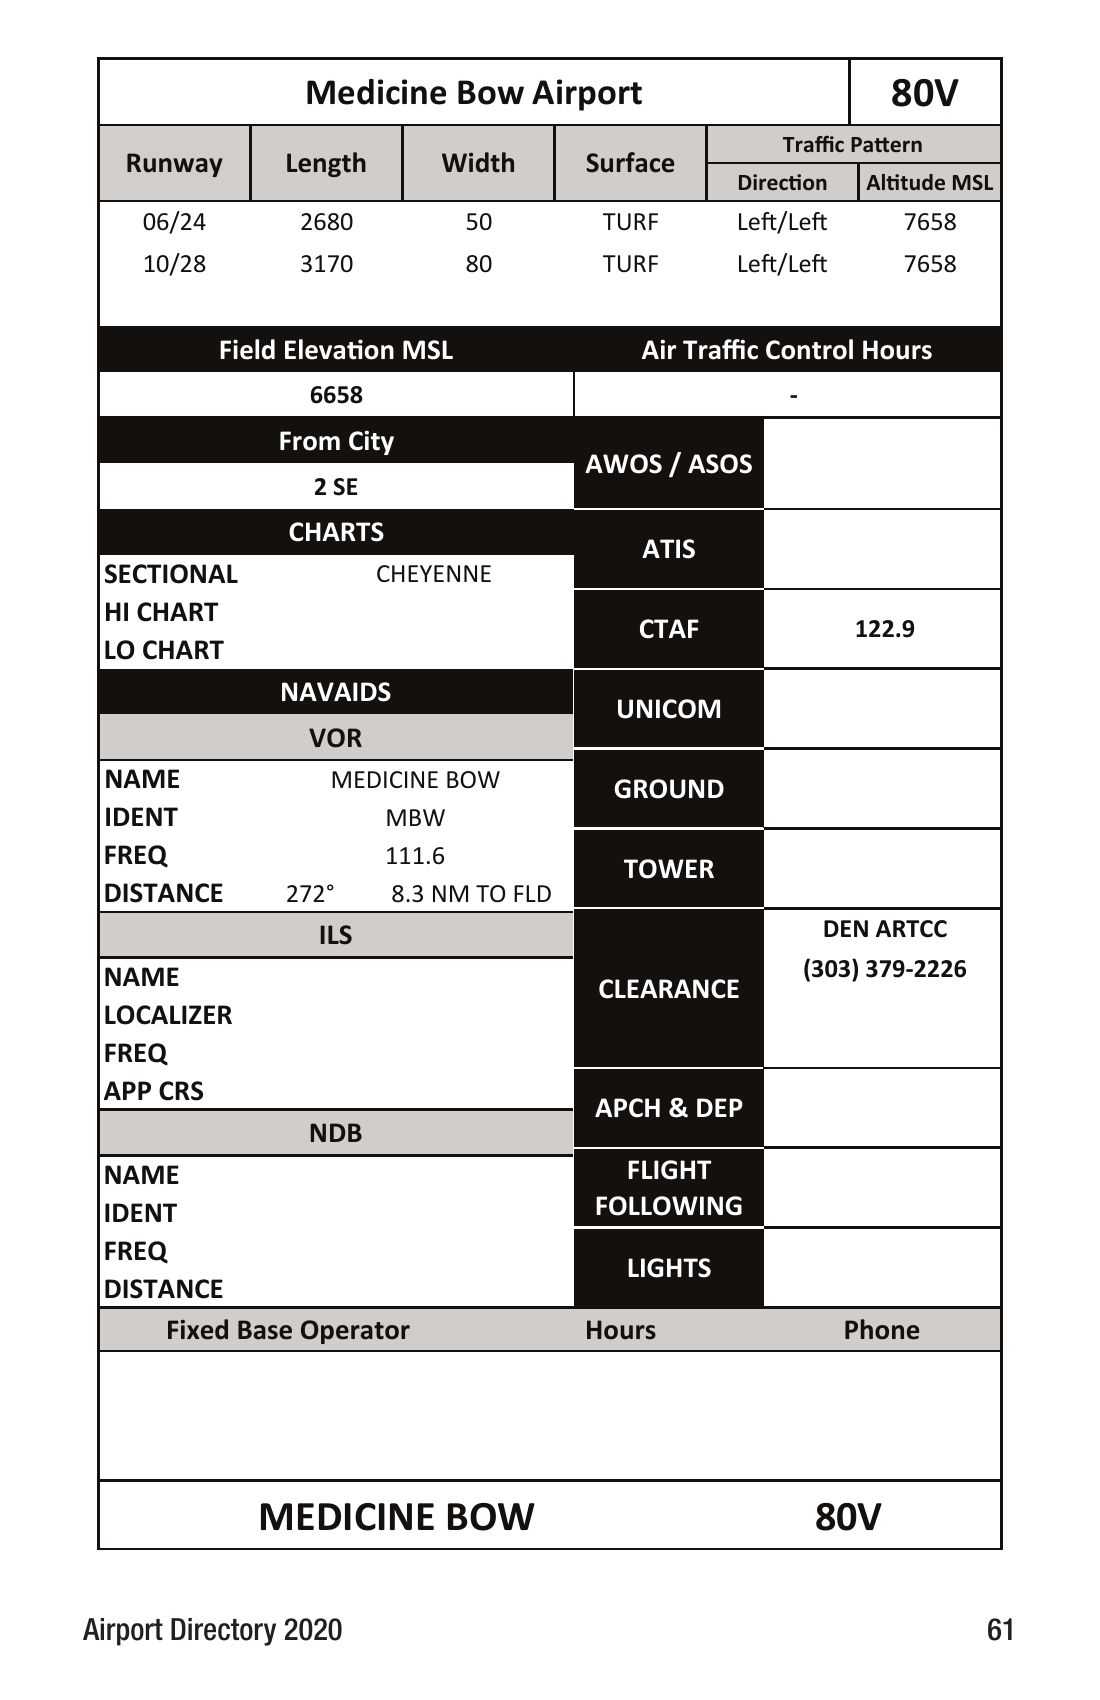 Medicine Bow Airport 80V
Runway Length Width Surface Traffic Pattern
Direction Altitude MSL
06/24 2680 50 TURF Left/Left 7658
10/28 3170 80 TURF Left/Left 7658
Field Elevation MSL Air Traffic Control Hours
6658 -
From City
2 SE
CHARTS
SECTIONAL CHEYENNE
HI CHART
LO CHART
NAVAIDS
VOR
NAME MEDICINE BOW
IDENT MBW
FREQ 111.6
DISTANCE 272° 8.3 NM TO FLD
ILS
NAME
LOCALIZER
FREQ
APP CRS
NDB
NAME
IDENT
FREQ
DISTANCE
AWOS / ASOS
ATIS
CTAF 122.9
UNICOM
GROUND
TOWER
CLEARANCE DEN ARTCC
(303) 379-2226
APCH & DEP
FLIGHT
FOLLOWING
LIGHTS
Fixed Base Operator Hours Phone
MEDICINE BOW 80V
Airport Directory 2020 61